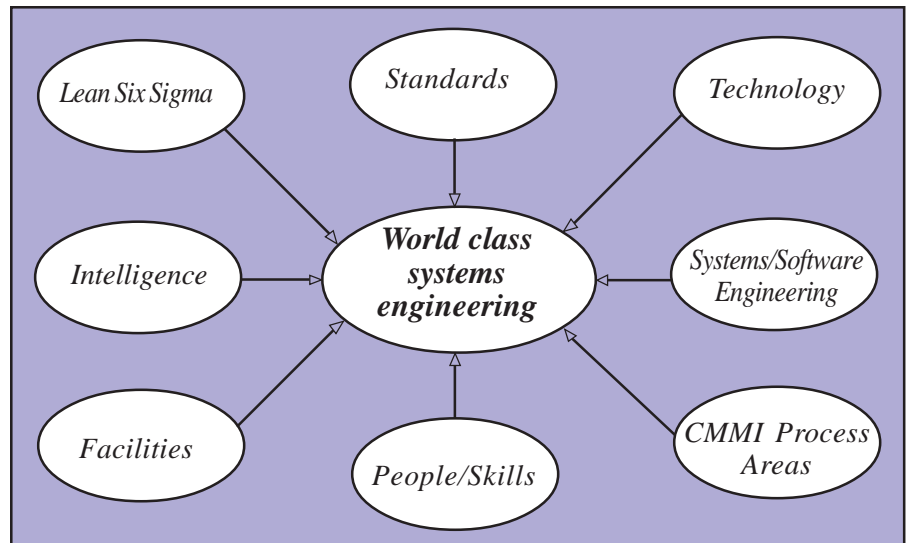 Lean Six Sigma
Standards
Technology
Intelligence
World class
systems
engineering
Systems/Software
Engineering
Facilities
People/Skills
CMMI Process
Areas